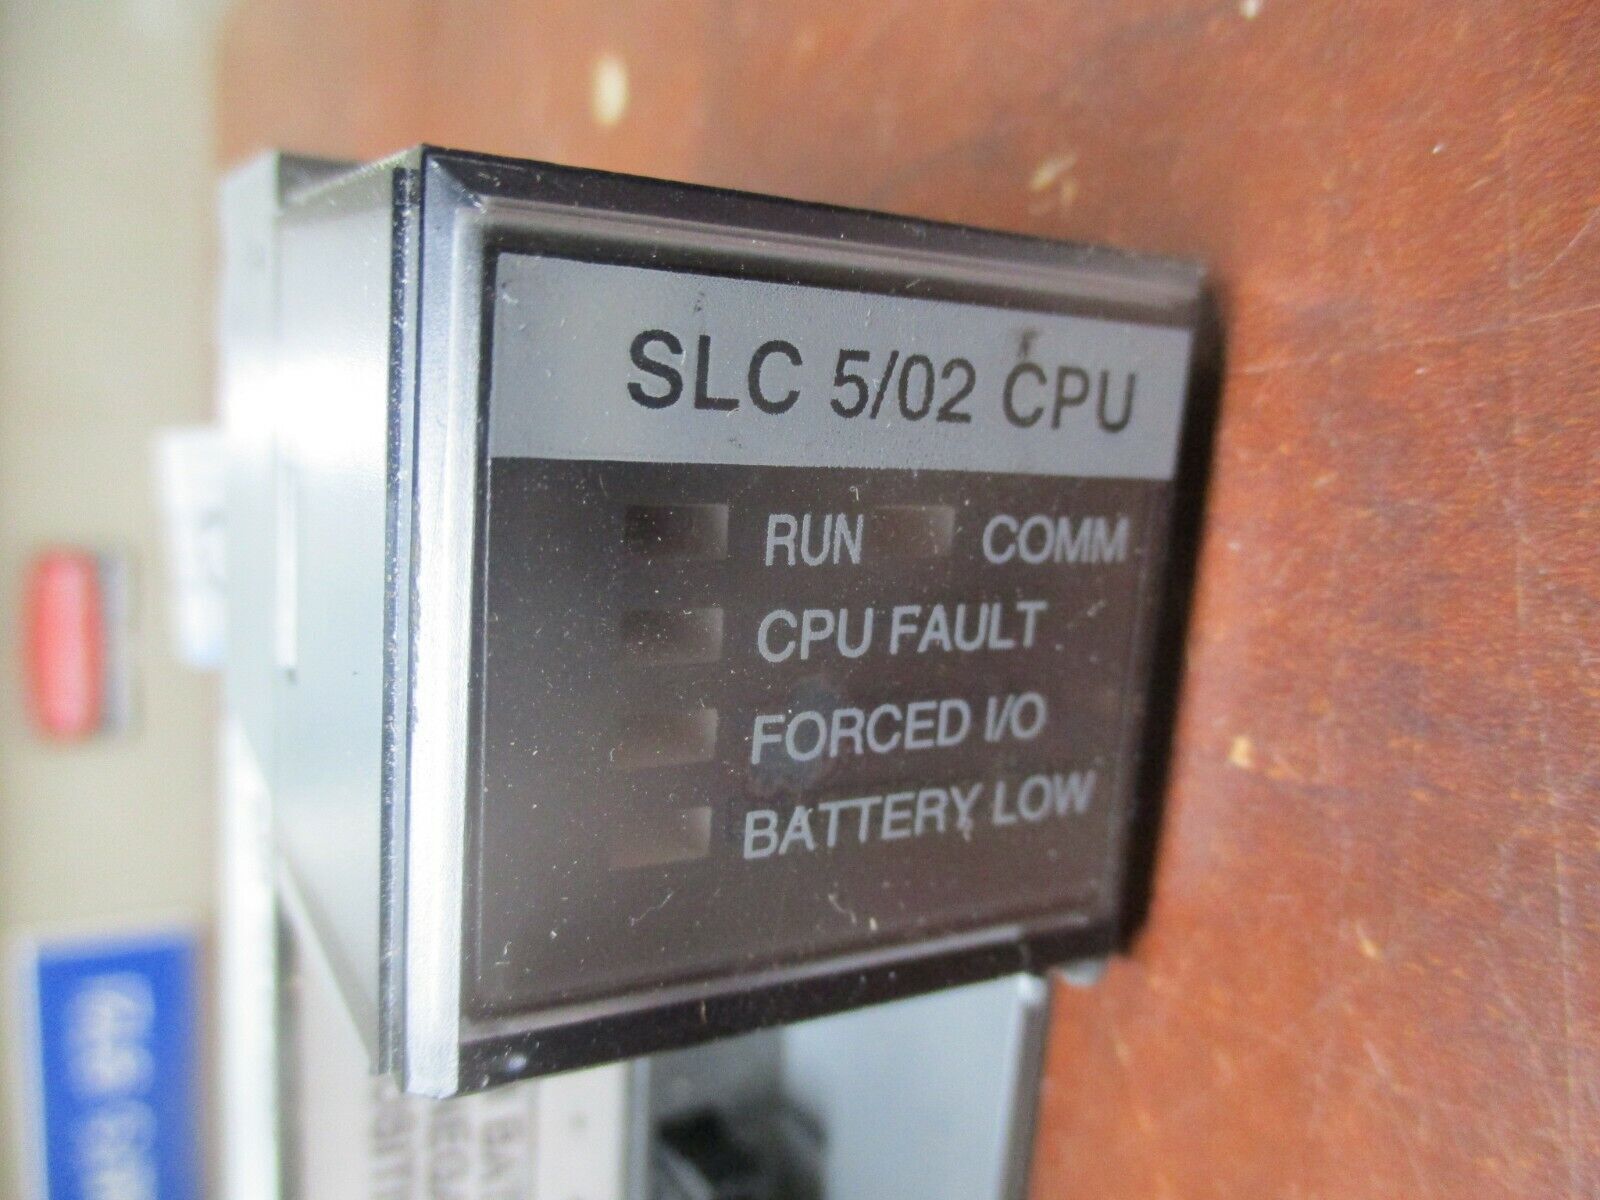 SLC 5/02 CPU
RUN COMM
CPU FAULT
FORCED I/O
BATTERY LOW